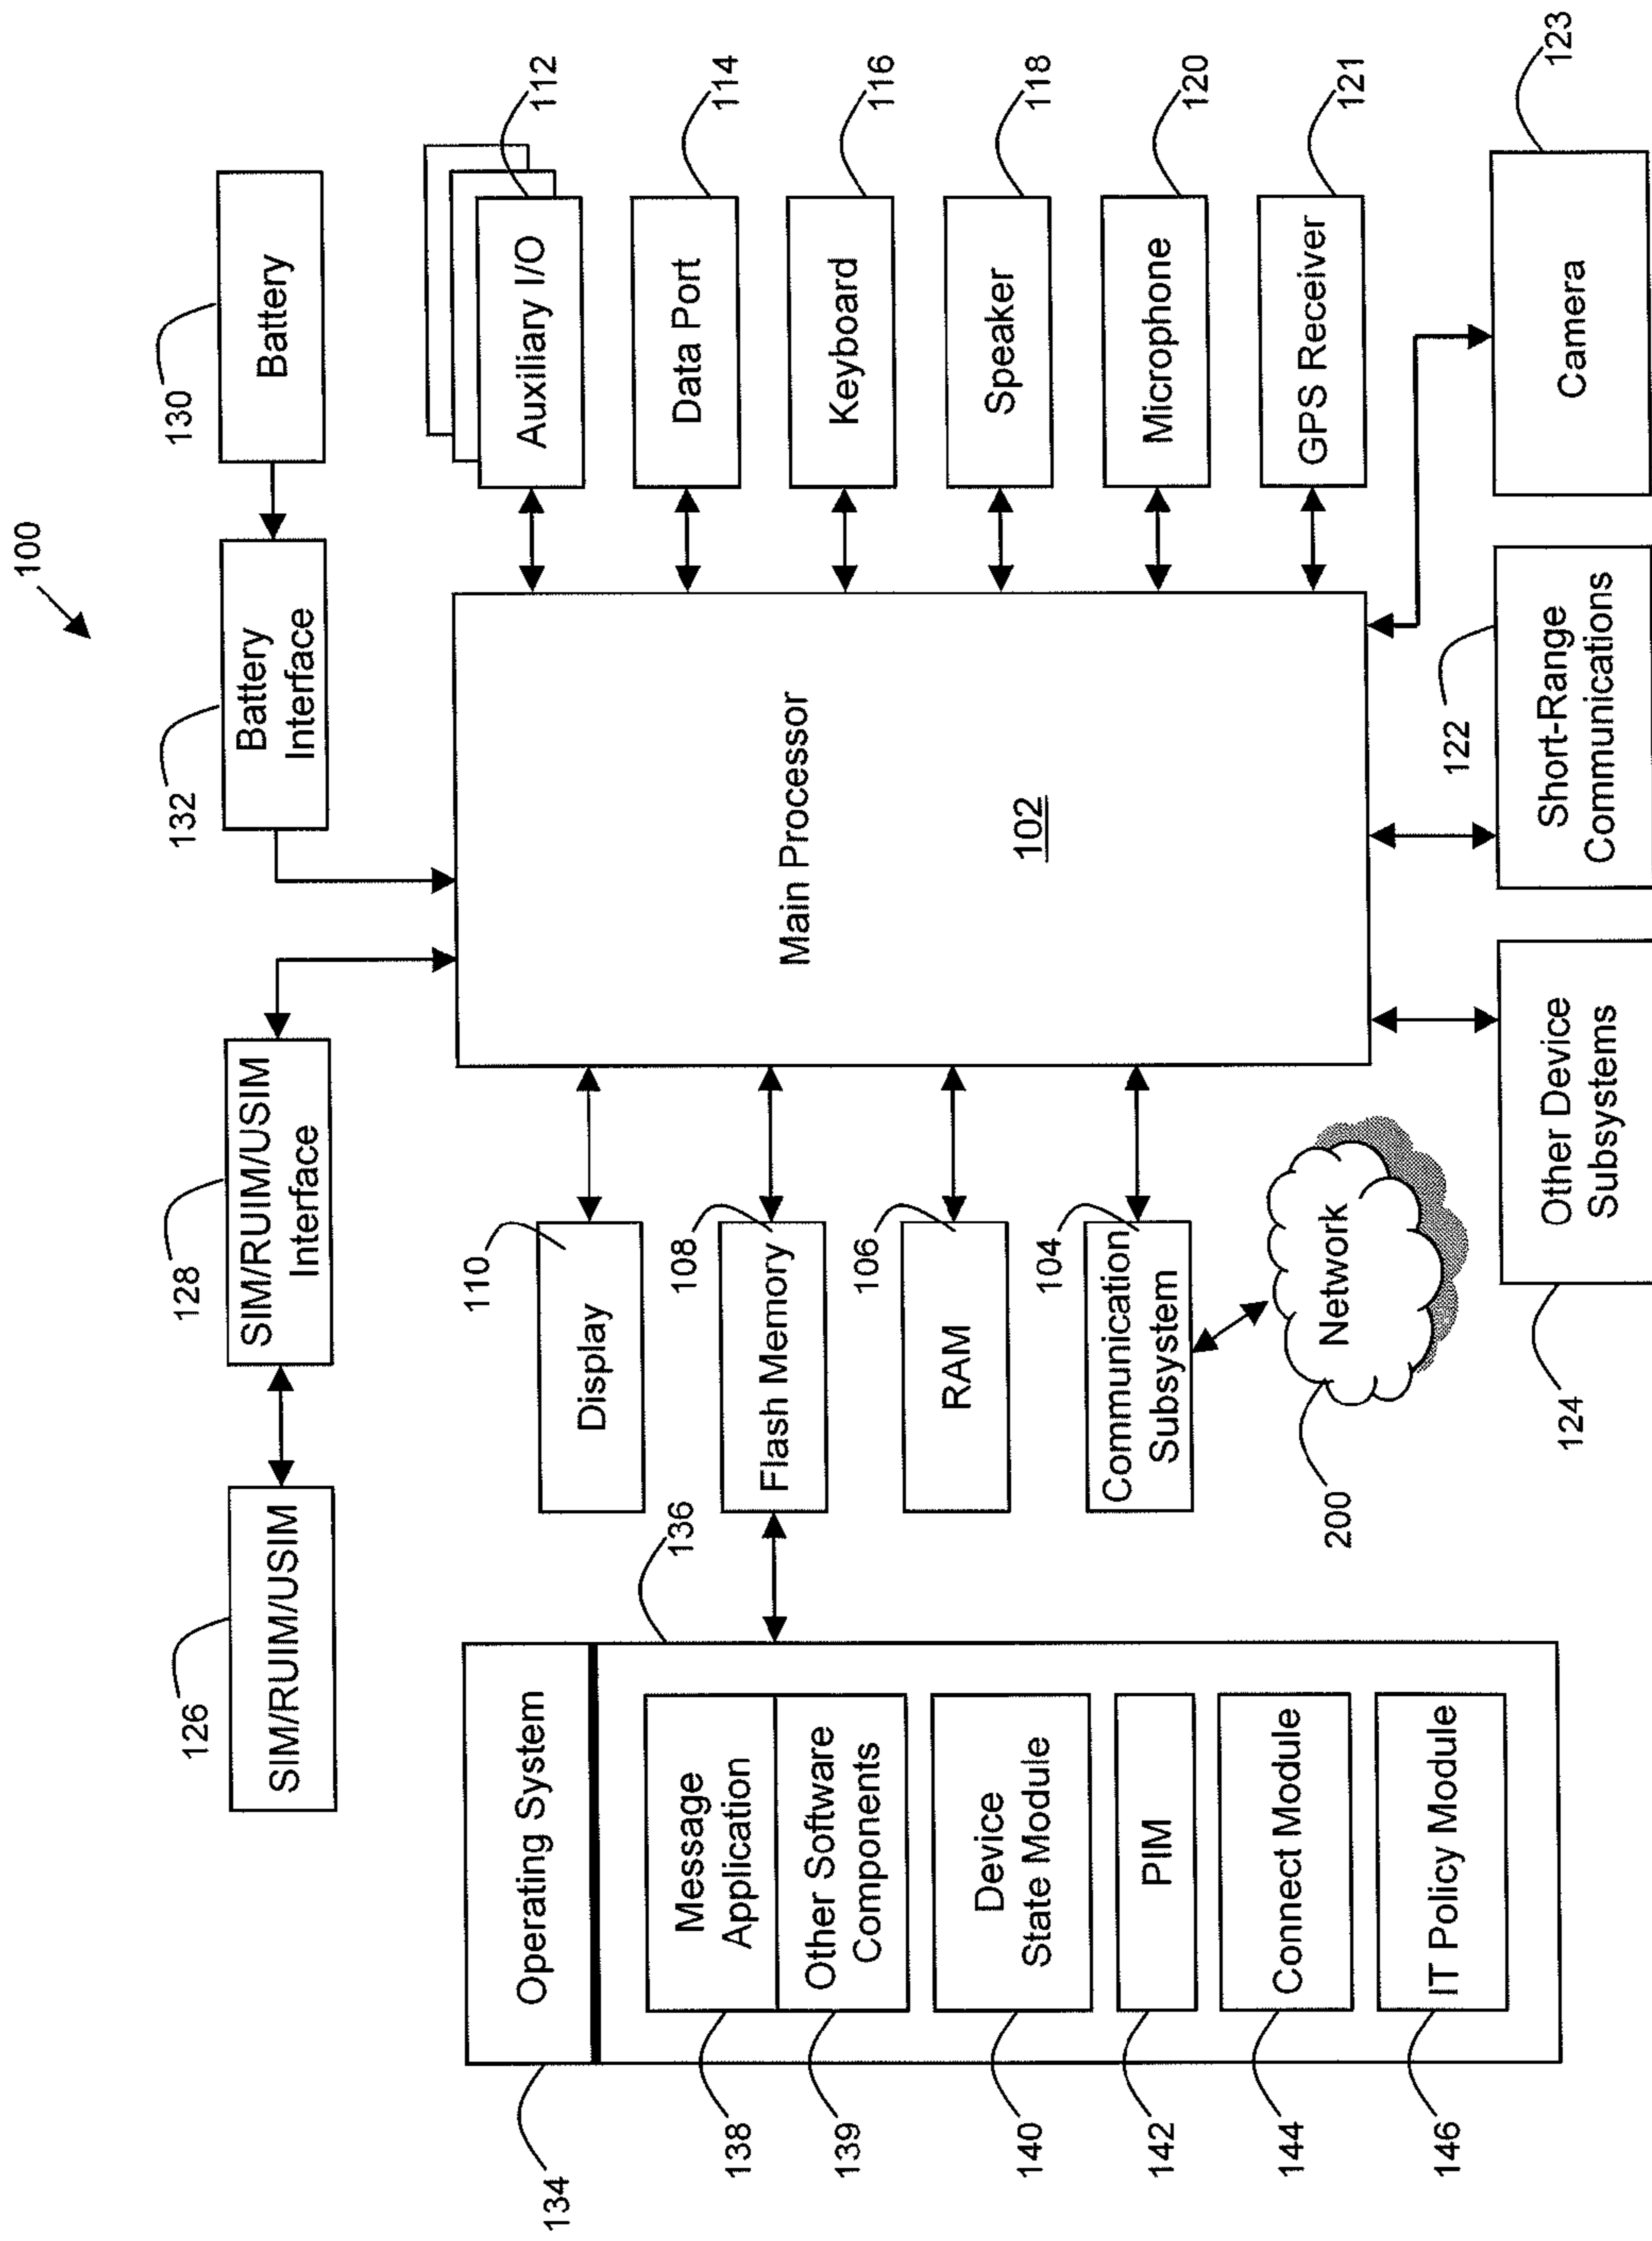 100
126
SIM/RUIM/USIM
128
SIM/RUIM/USIM
Interface
132
Battery
Interface
130
Battery
134
Operating System
136
138
Message
Application
139
Other Software
Components
140
Device
State Module
142
PIM
144
Connect Module
146
IT Policy Module
110
Display
108
Flash Memory
106
RAM
104
Communication
Subsystem
200
Network
Main Processor
102
112
Auxiliary I/O
114
Data Port
116
Keyboard
118
Speaker
120
Microphone
121
GPS Receiver
124
Other Device
Subsystems
122
Short-Range
Communications
123
Camera